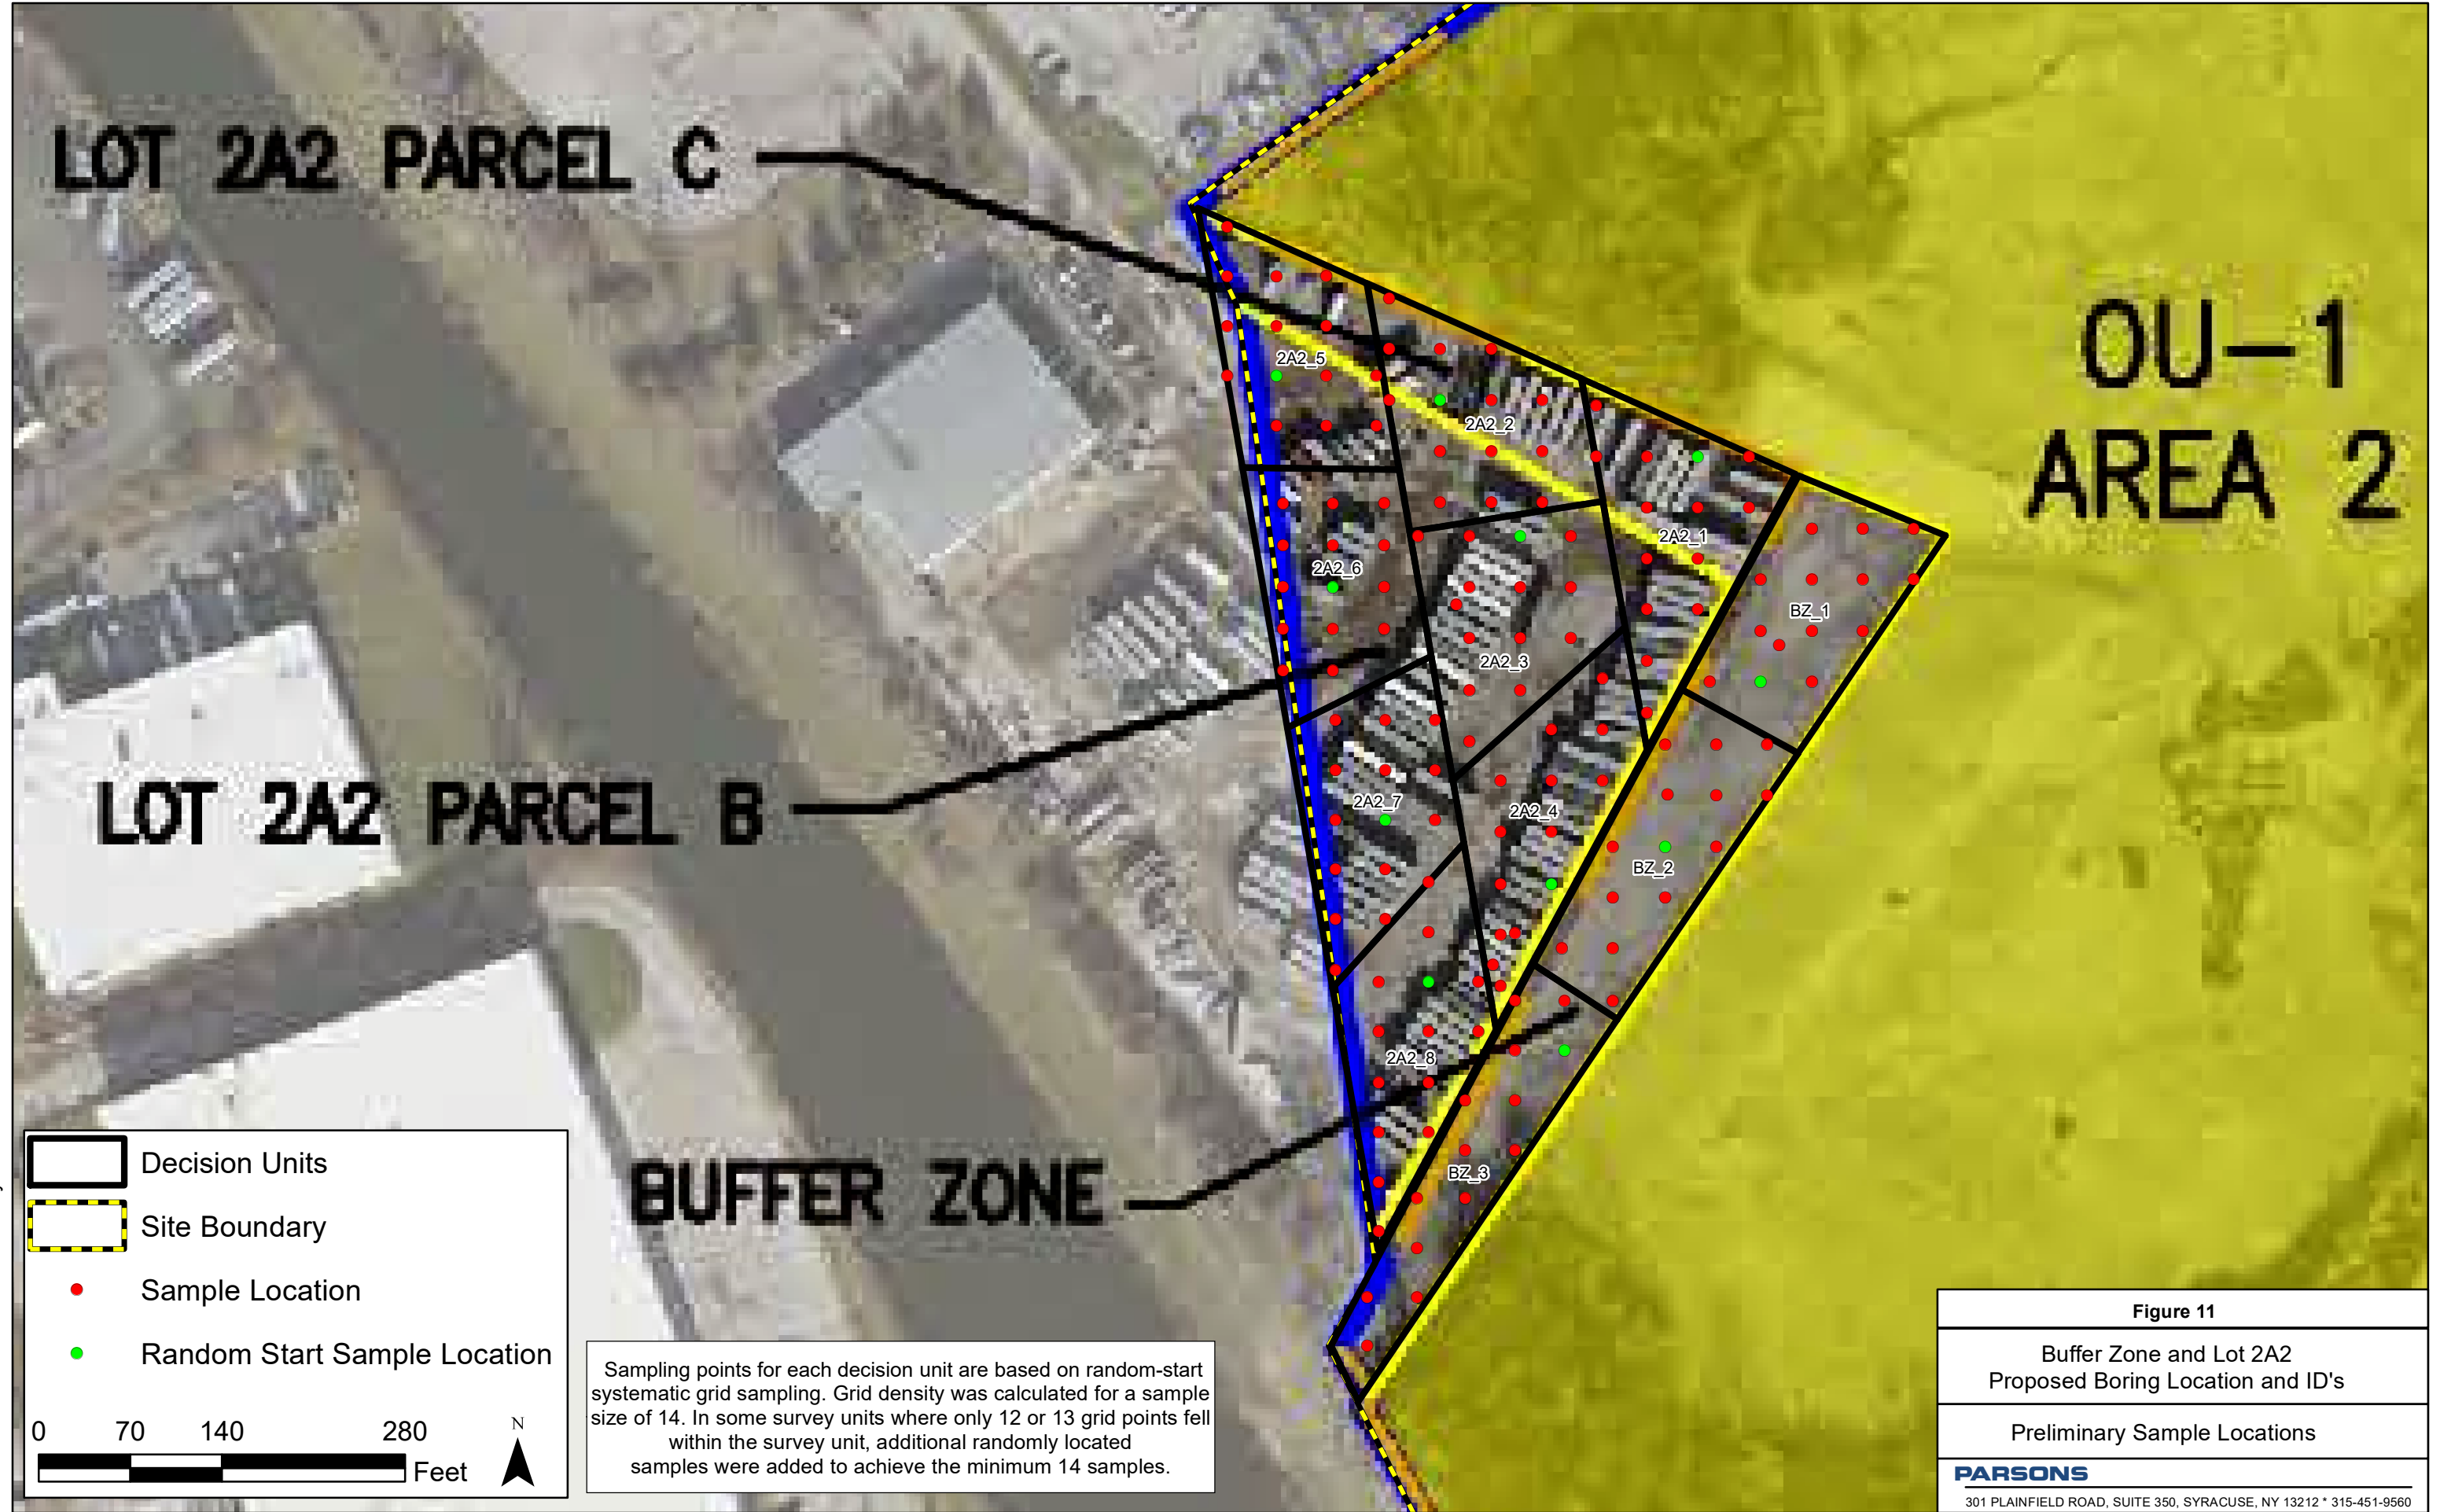 LOT 2A2 PARCEL C
OU-1
AREA 2
2A2_5
2A2_2
2A2_1
2A2_6
BZ_1
2A2_3
LOT 2A2 PARCEL B
2A2_7
2A2_4
BZ_2
2A2_8
BUFFER ZONE
BZ_3
Decision Units
Site Boundary
Sample Location
Random Start Sample Location
0 70 140 280
Feet
N
Sampling points for each decision unit are based on random-start
systematic grid sampling. Grid density was calculated for a sample
size of 14. In some survey units where only 12 or 13 grid points fell
within the survey unit, additional randomly located
samples were added to achieve the minimum 14 samples.
Figure 11
Buffer Zone and Lot 2A2
Proposed Boring Location and ID's
Preliminary Sample Locations
PARSONS
301 PLAINFIELD ROAD, SUITE 350, SYRACUSE, NY 13212 * 315-451-9560